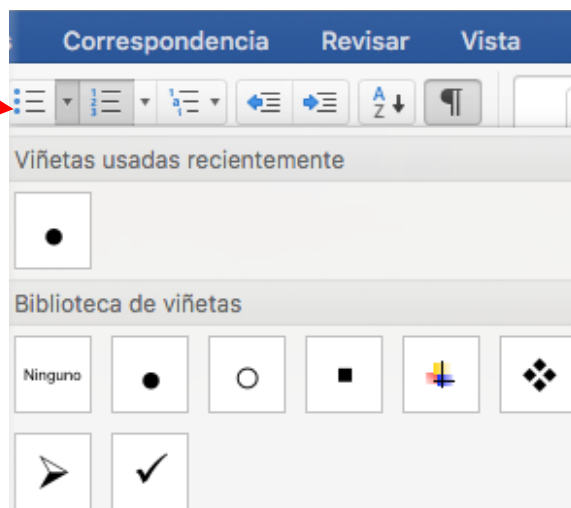 Correspondencia Revisar Vista
Viñetas usadas recientemente
Biblioteca de viñetas
Ninguno